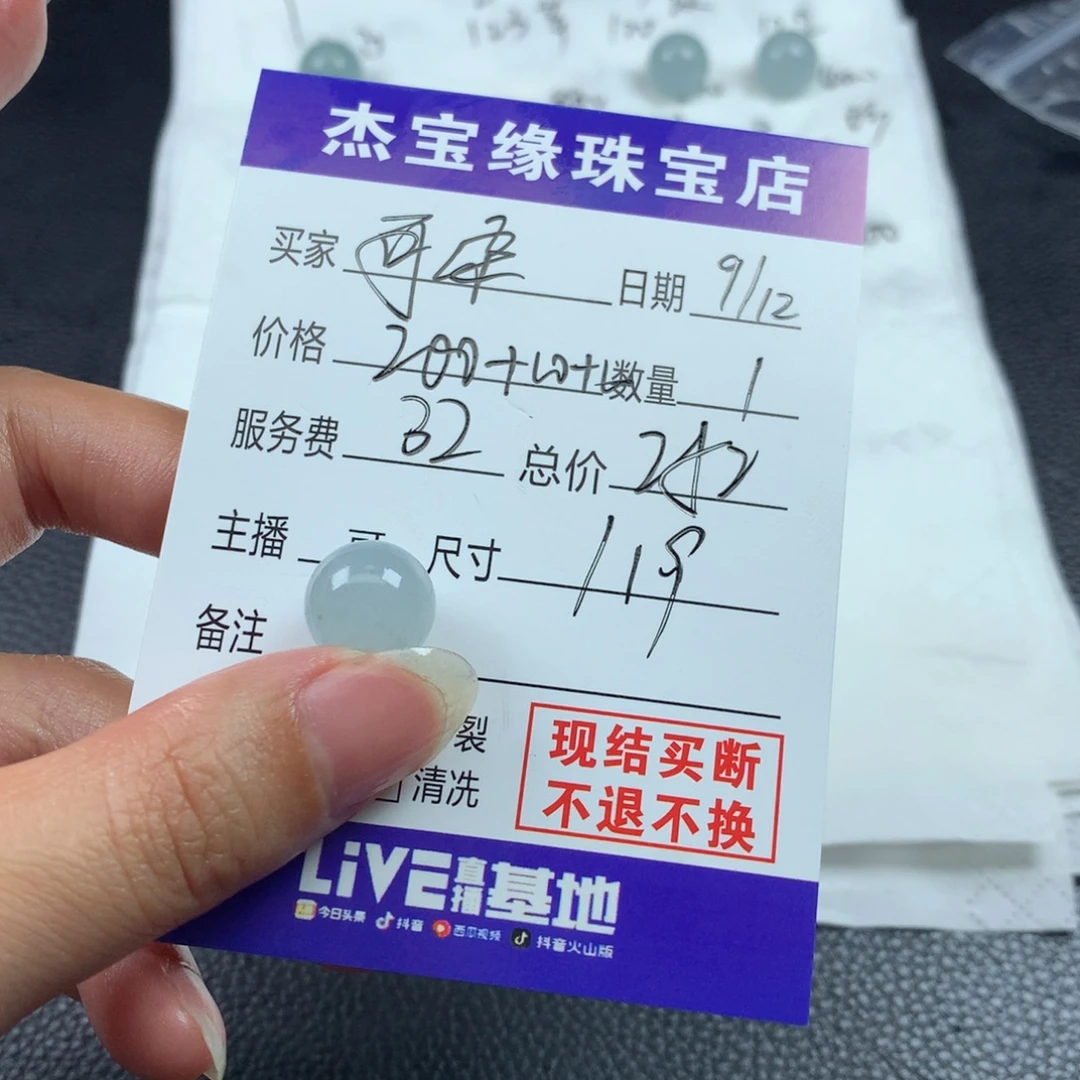 杰宝缘珠宝店
买家 日期 9/12
价格 200+10+ 数量 1
服务费 32 总价 242
主播 尺寸 119
备注
裂
清洗
现结买断
不退不换
LiVE直播基地
今日头条 抖音 西瓜视频 抖音火山版